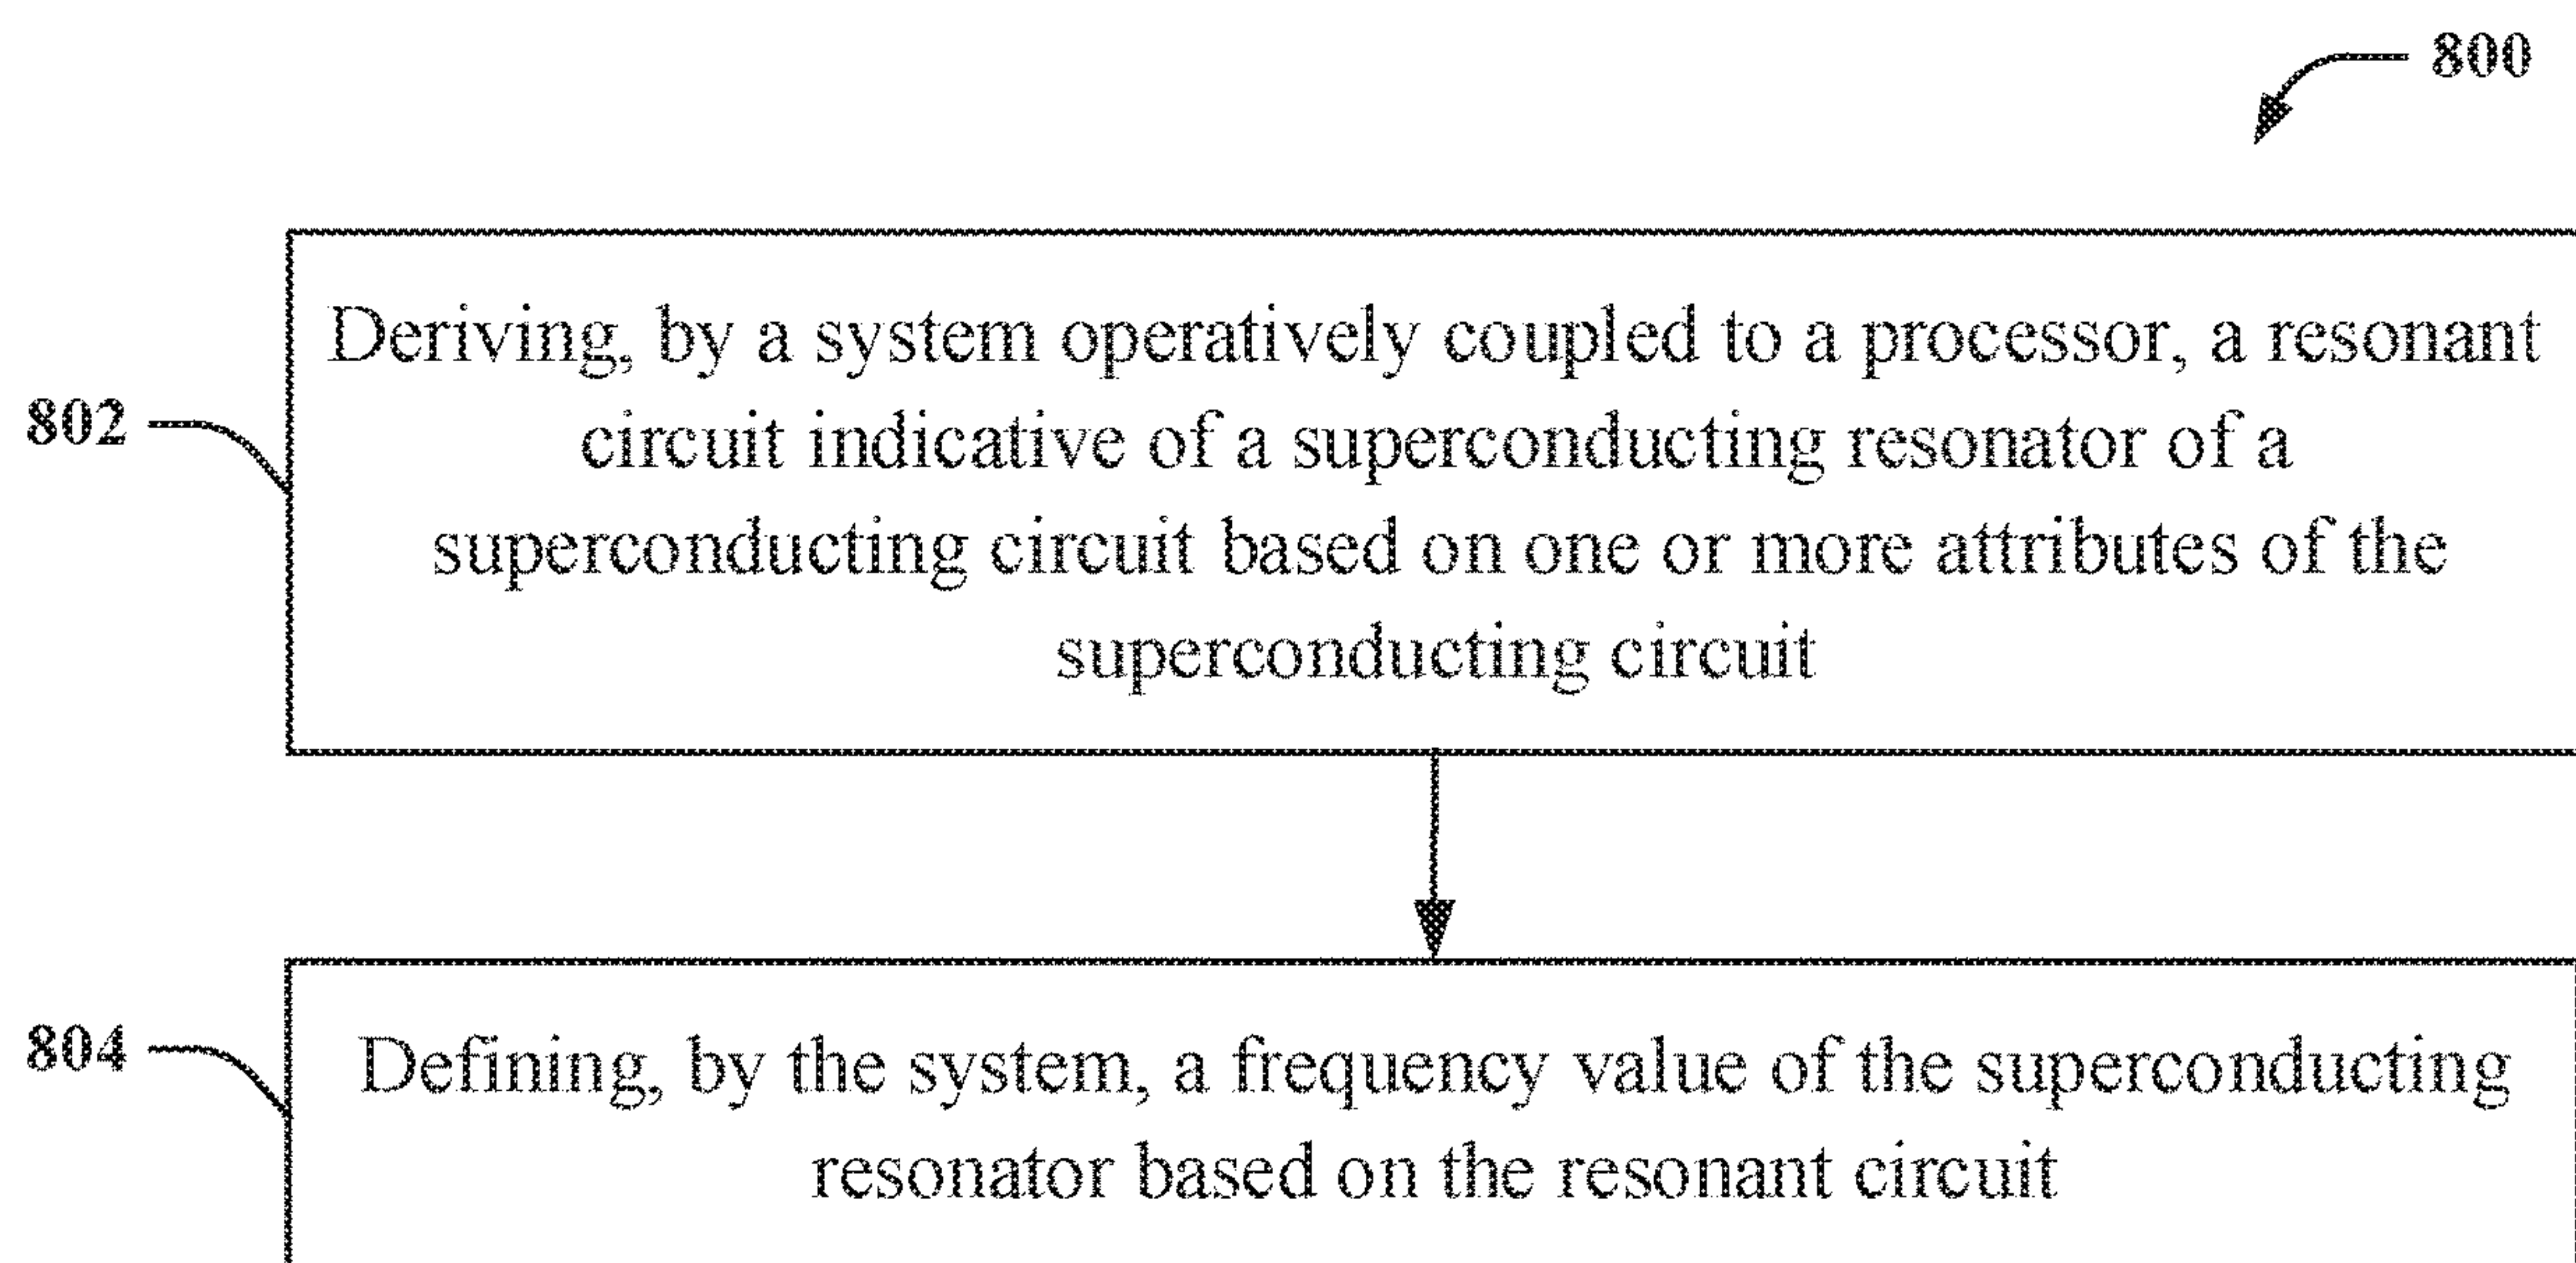 800
802
Deriving, by a system operatively coupled to a processor, a resonant
circuit indicative of a superconducting resonator of a
superconducting circuit based on one or more attributes of the
superconducting circuit
804
Defining, by the system, a frequency value of the superconducting
resonator based on the resonant circuit